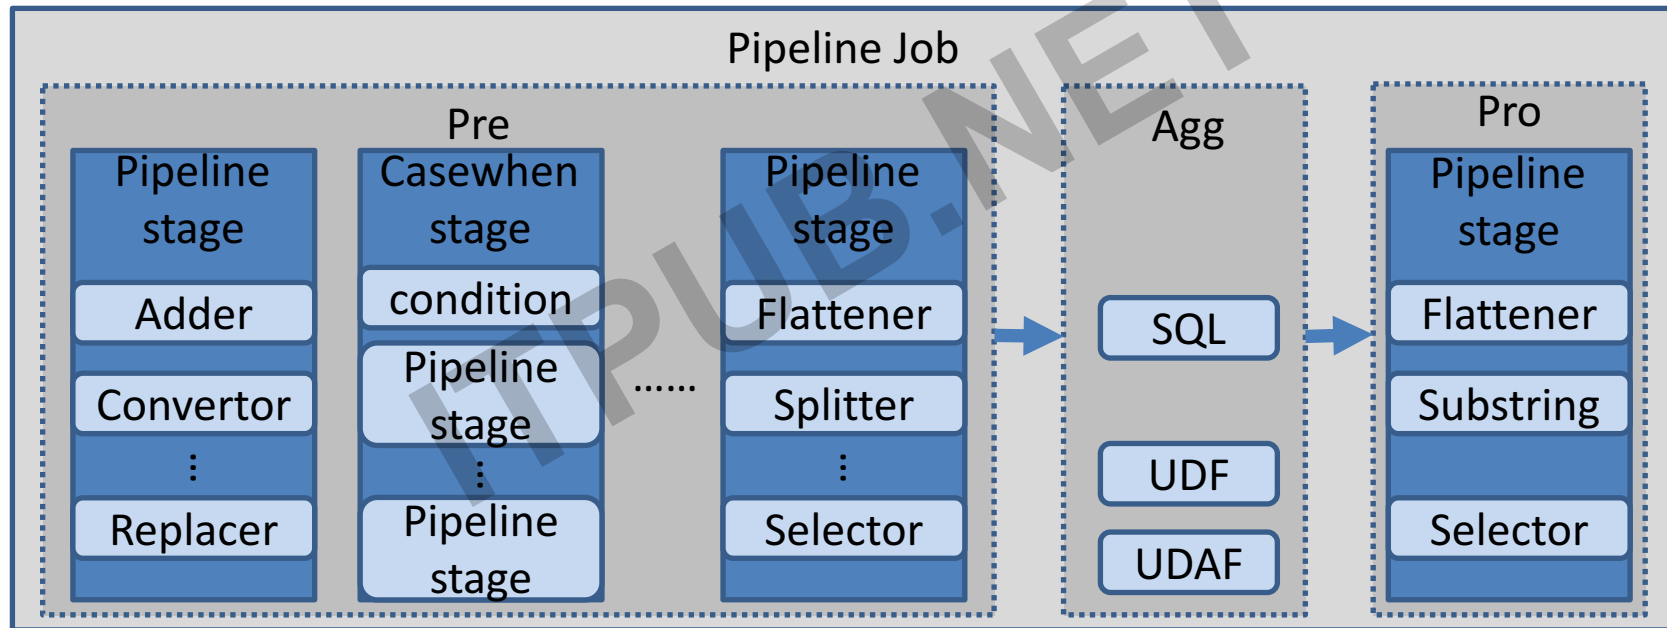 Pipeline Job
Pre
Pipeline
stage
Adder
Convertor
⋮
Replacer
Casewhen
stage
condition
Pipeline
stage
⋮
Pipeline
stage
......
Pipeline
stage
Flattener
Splitter
⋮
Selector
Agg
SQL
UDF
UDAF
Pro
Pipeline
stage
Flattener
Substring
Selector
ITPUB.NET